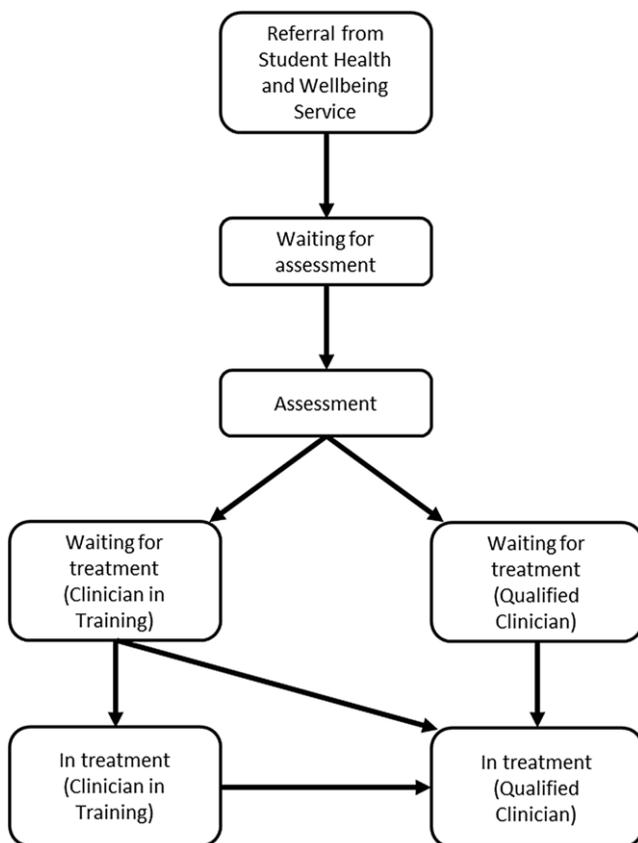 Referral from
Student Health
and Wellbeing
Service
Waiting for
assessment
Assessment
Waiting for
treatment
(Clinician in
Training)
Waiting for
treatment
(Qualified
Clinician)
In treatment
(Clinician in
Training)
In treatment
(Qualified
Clinician)